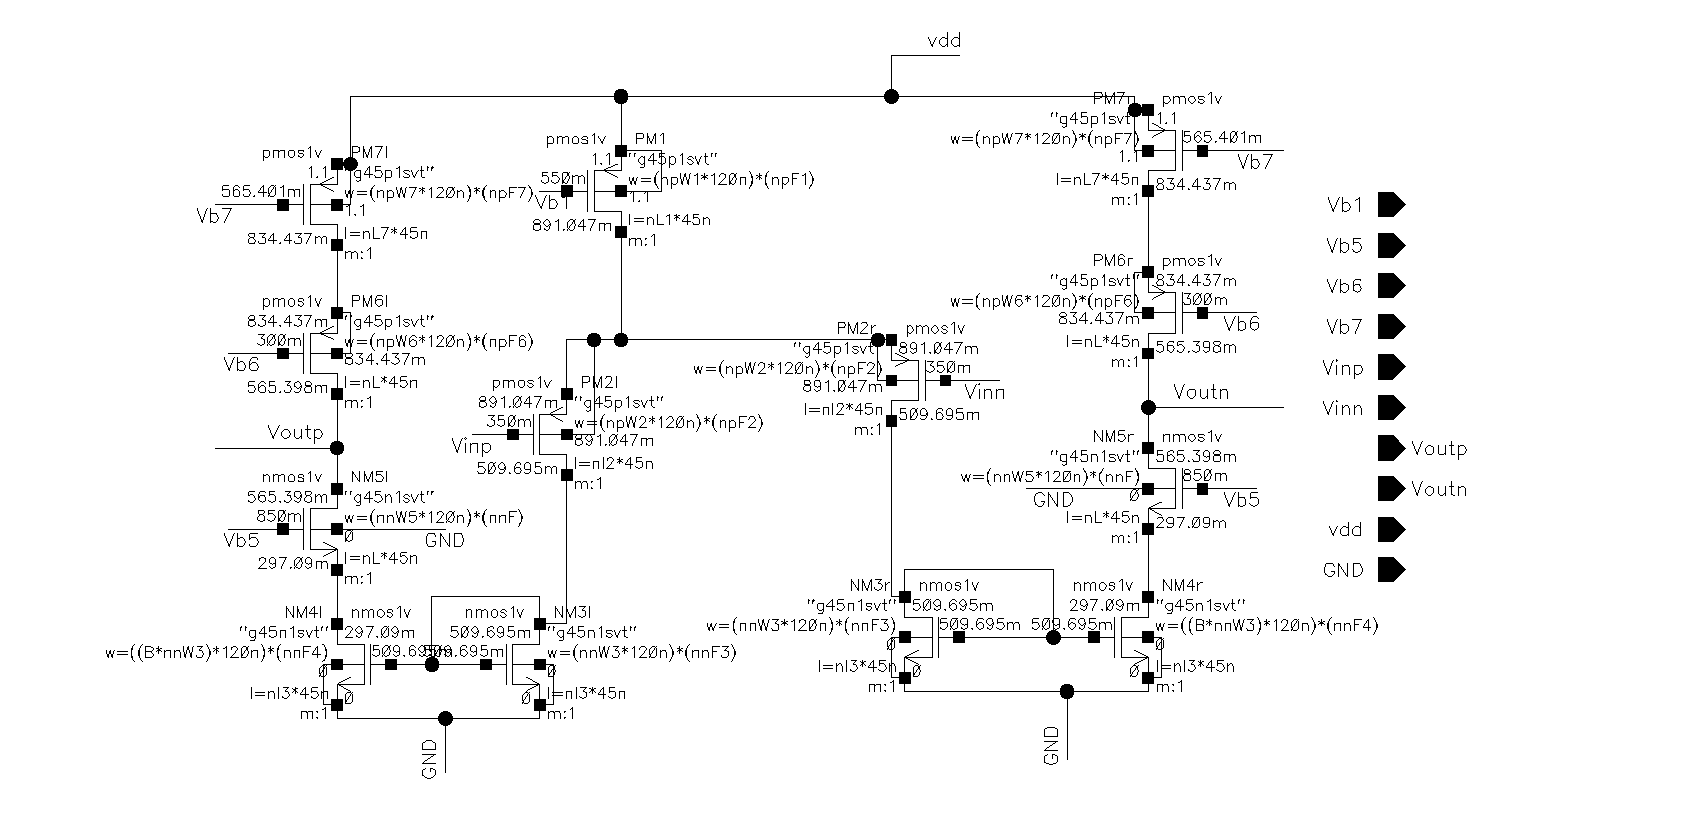 vdd
PM7l pmos1v
1.1
"g45p1svt"
565.401m
w=(npW7*120n)*(npF7)
1.1
Vb7
834.437m
l=nL7*45n
m:1
pmos1v PM1
1.1
"g45p1svt"
550m
w=(npW1*120n)*(npF1)
1.1
891.047m
l=nL1*45n
m:1
PM7r pmos1v
"g45p1svt"
1.1
w=(npW7*120n)*(npF7)
565.401m
1.1
Vb7
l=nL7*45n
834.437m
m:1
pmos1v PM6l
834.437m
"g45p1svt"
300m
w=(npW6*120n)*(npF6)
834.437m
Vb6
565.398m
l=nL*45n
m:1
PM6r pmos1v
"g45p1svt"
834.437m
w=(npW6*120n)*(npF6)
300m
834.437m
Vb6
l=nL*45n
565.398m
m:1
pmos1v PM2l
891.047m
"g45p1svt"
350m
w=(npW2*120n)*(npF2)
891.047m
Vinp
509.695m
l=nl2*45n
m:1
PM2r pmos1v
"g45p1svt"
891.047m
w=(npW2*120n)*(npF2)
350m
891.047m
Vinn
l=nl2*45n
509.695m
m:1
Voutp
Voutn
nmos1v NM5l
565.398m
"g45n1svt"
850m
w=(nnW5*120n)*(nnF)
0
Vb5
GND
297.09m
l=nL*45n
m:1
NM5r nmos1v
"g45n1svt"
565.398m
w=(nnW5*120n)*(nnF)
850m
GND
0
Vb5
l=nL*45n
297.09m
m:1
NM4l nmos1v
"g45n1svt"
297.09m
w=((B*nnW3)*120n)*(nnF4)
0
l=nl3*45n
0
m:1
nmos1v NM3l
509.695m
"g45n1svt"
w=(nnW3*120n)*(nnF3)
0
l=nl3*45n
0
m:1
GND
NM3r nmos1v
"g45n1svt"
509.695m
w=(nnW3*120n)*(nnF3)
509.695m
0
l=nl3*45n
0
m:1
nmos1v NM4r
297.09m
"g45n1svt"
509.695m
w=((B*nnW3)*120n)*(nnF4)
0
l=nl3*45n
0
m:1
GND
Vb1
Vb5
Vb6
Vb7
Vinp
Vinn
Voutp
Voutn
vdd
GND